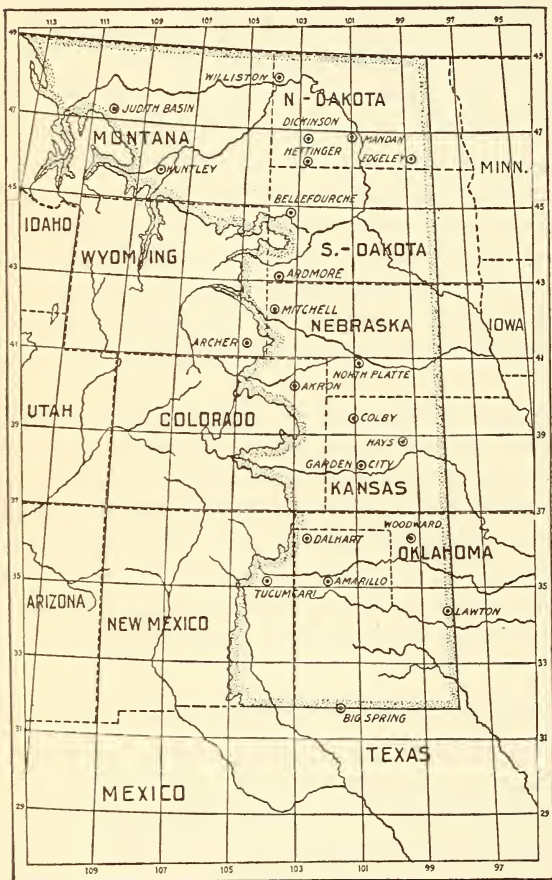 113 111 109 107 105 103 101 99 97 95
49 49
WILLISTON
N-DAKOTA
47 JUDITH BASIN DICKINSON MANDAN 47
MONTANA HETTINGER EDGELEY MINN.
HUNTLEY
45 45
BELLEFOURCHE
IDAHO
WYOMING S.-DAKOTA
43 ARDMORE 43
MITCHELL
NEBRASKA IOWA
ARCHER
41 NORTH PLATTE 41
AKRON
UTAH COLORADO COLBY
39 HAYS 39
GARDEN CITY
KANSAS
37 37
DALHART WOODWARD
OKLAHOMA
35 TUCUMCARI AMARILLO 35
ARIZONA LAWTON
NEW MEXICO
33 33
31 BIG SPRING 31
TEXAS
MEXICO
29 29
109 107 105 103 101 99 97 96